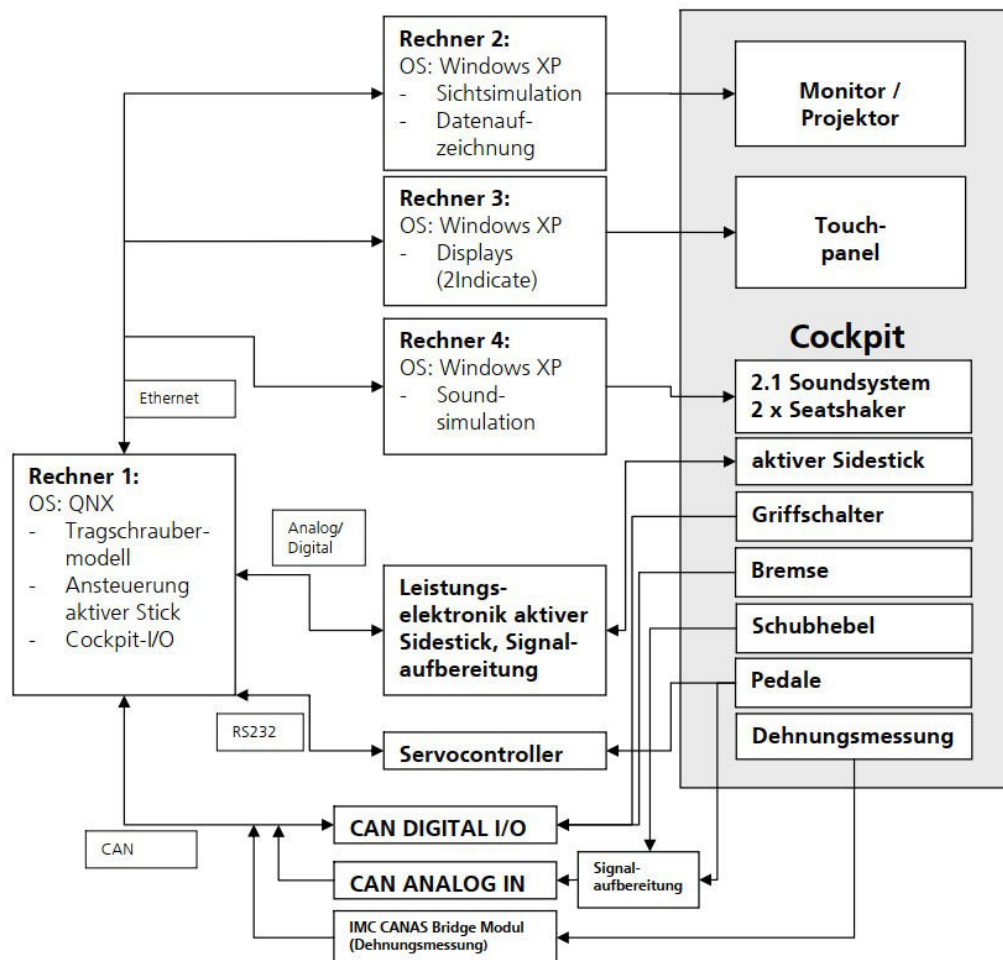 Rechner 2:
OS: Windows XP
- Sichtsimulation
- Datenauf-
zeichnung
Monitor /
Projektor
Rechner 3:
OS: Windows XP
- Displays
(2Indicate)
Touch-
panel
Cockpit
Rechner 4:
OS: Windows XP
- Sound-
simulation
2.1 Soundsystem
2 x Seatshaker
Ethernet
aktiver Sidestick
Griffschalter
Bremse
Schubhebel
Pedale
Dehnungsmessung
Rechner 1:
OS: QNX
- Tragschrauber-
modell
- Ansteuerung
aktiver Stick
- Cockpit-I/O
Analog/
Digital
Leistungs-
elektronik aktiver
Sidestick, Signal-
aufbereitung
RS232
Servocontroller
CAN
CAN DIGITAL I/O
CAN ANALOG IN
Signal-
aufbereitung
IMC CANAS Bridge Modul
(Dehnungsmessung)